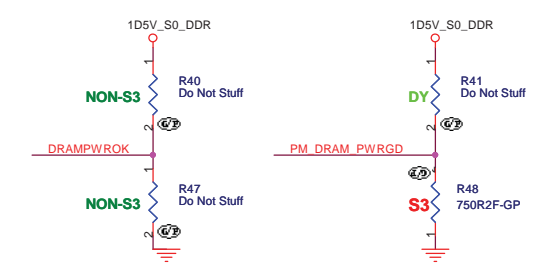 1D5V_S0_DDR
1
R40
Do Not Stuff
NON-S3
2
G/P
DRAMPWROK
1
R47
Do Not Stuff
NON-S3
2
G/P
1D5V_S0_DDR
1
R41
Do Not Stuff
DY
2
G/P
PM_DRAM_PWRGD
R48
750R2F-GP
S3
1